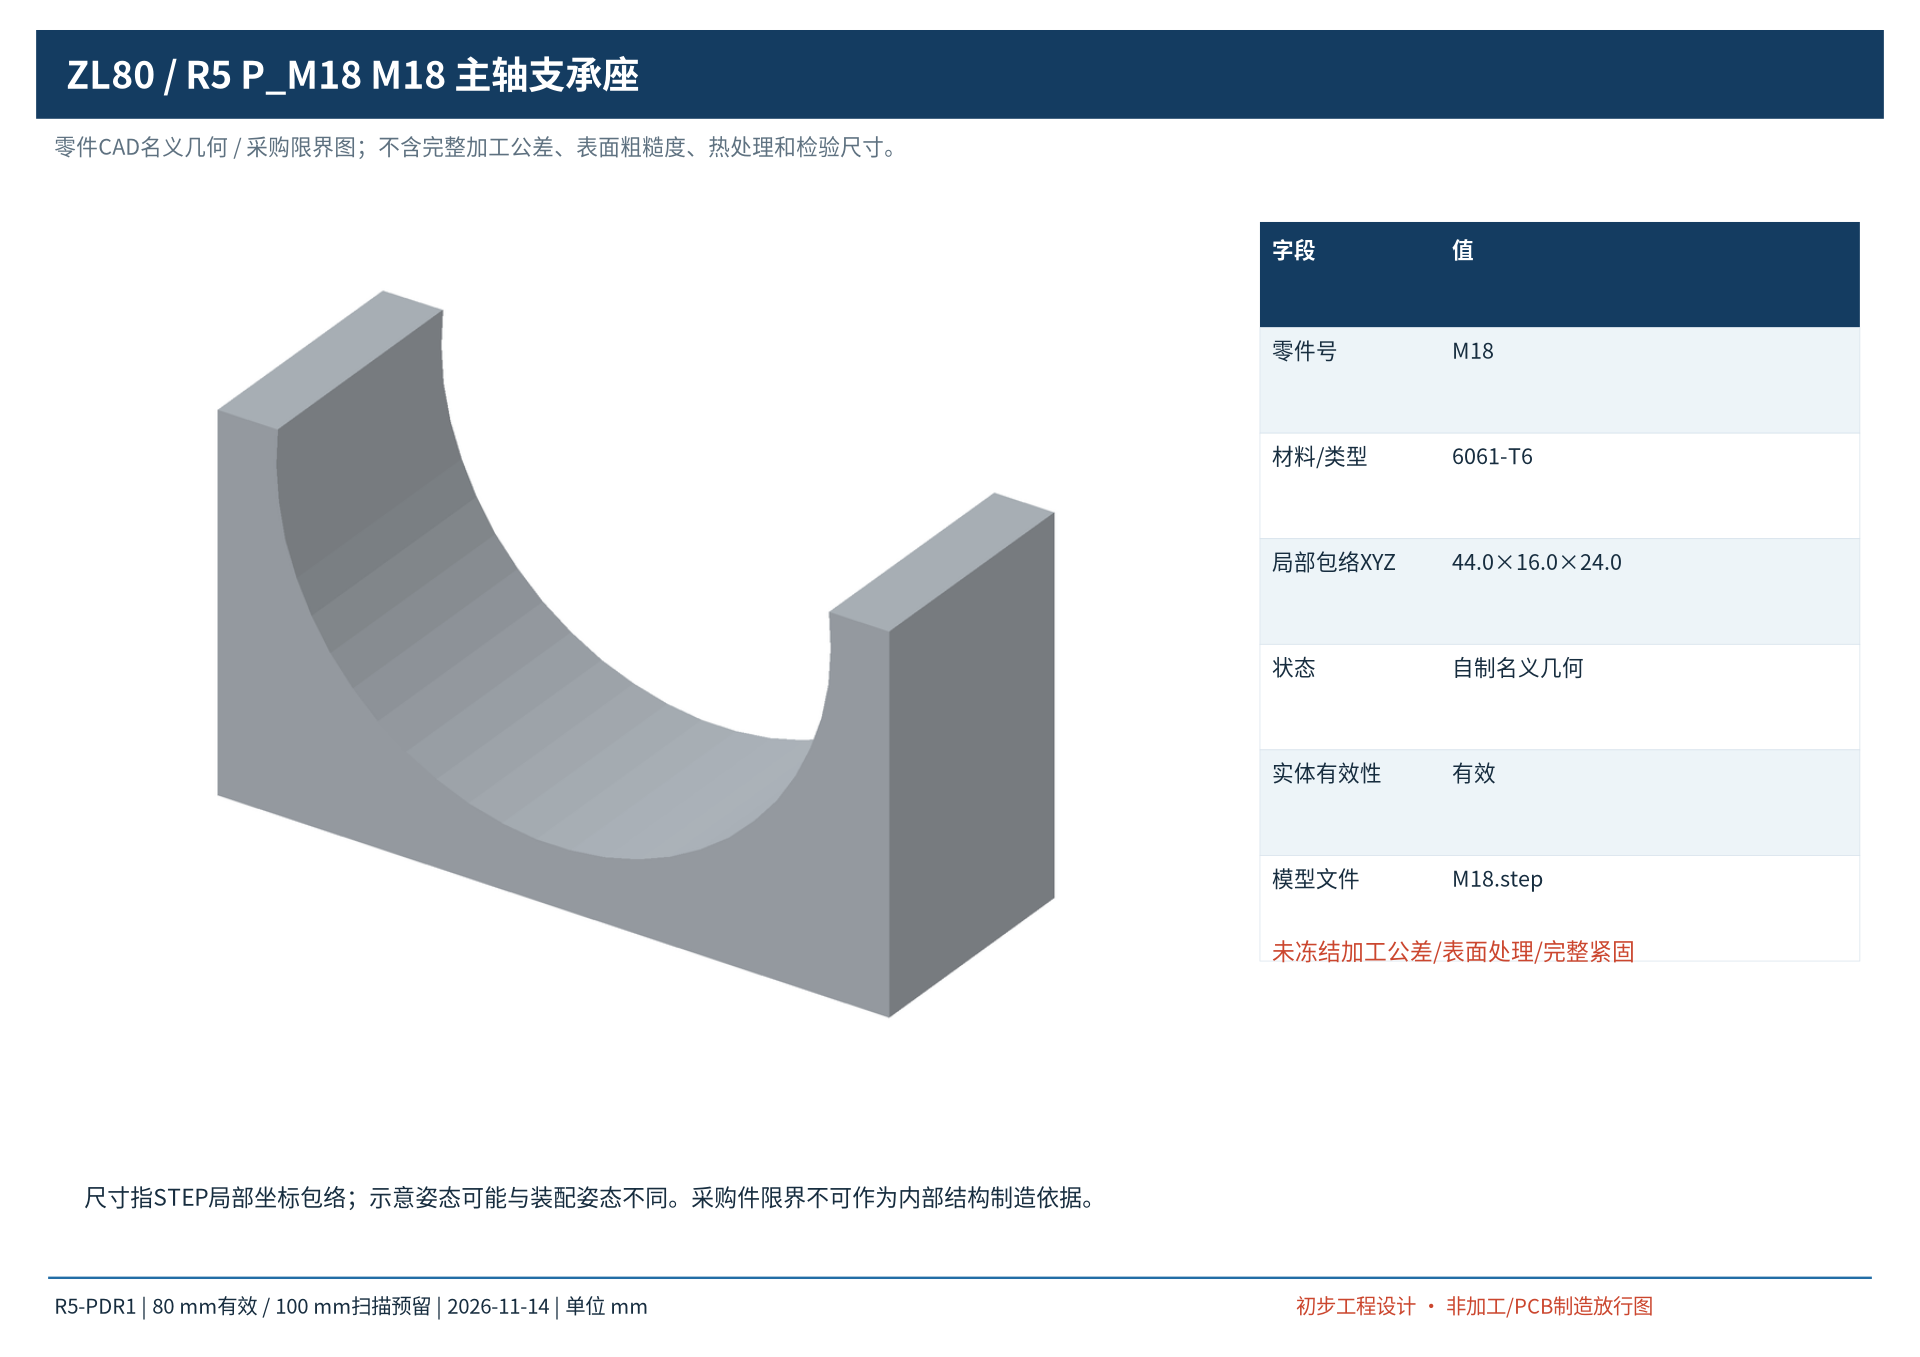 ZL80 / R5 P_M18 M18 主轴支承座
零件CAD名义几何 / 采购限界图；不含完整加工公差、表面粗糙度、热处理和检验尺寸。
字段 值
零件号 M18
材料/类型 6061-T6
局部包络XYZ 44.0×16.0×24.0
状态 自制名义几何
实体有效性 有效
模型文件 M18.step
未冻结加工公差/表面处理/完整紧固
尺寸指STEP局部坐标包络；示意姿态可能与装配姿态不同。采购件限界不可作为内部结构制造依据。
R5-PDR1 | 80 mm有效 / 100 mm扫描预留 | 2026-11-14 | 单位 mm
初步工程设计 · 非加工/PCB制造放行图